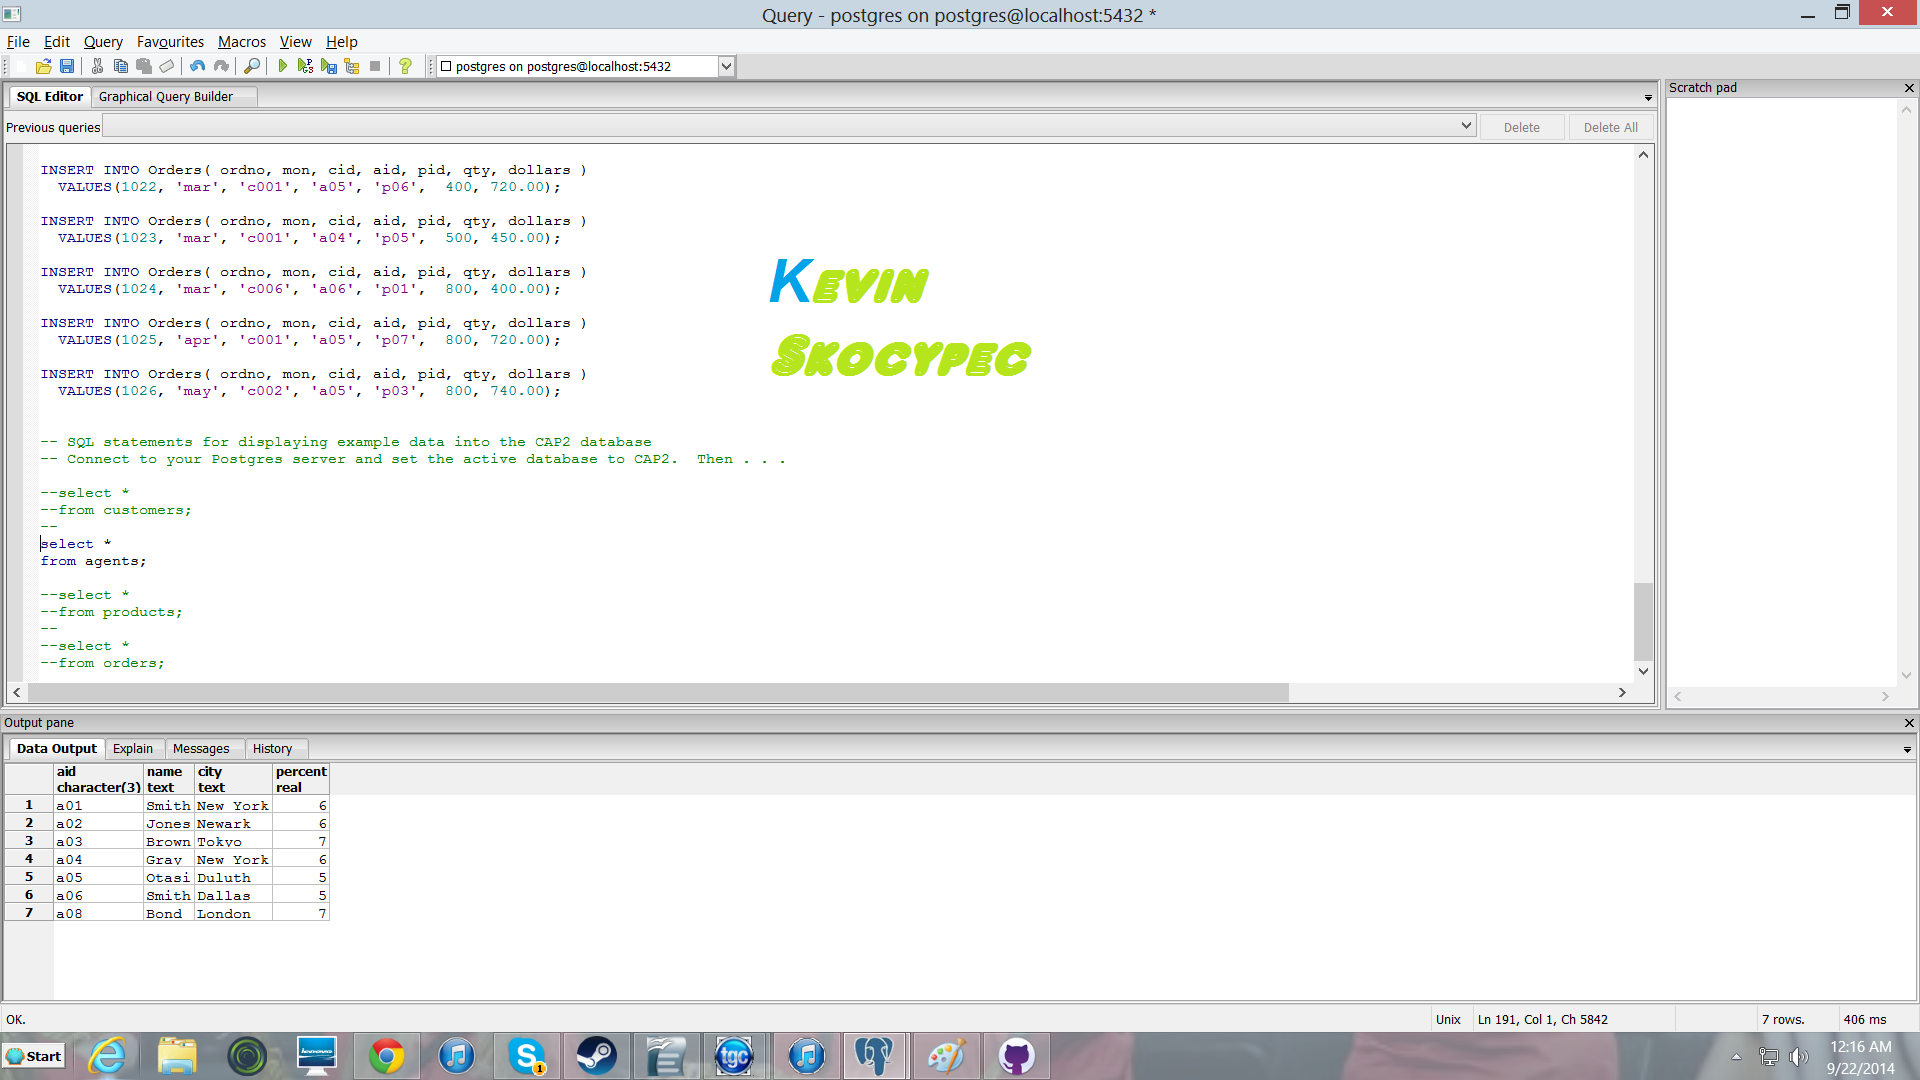 Query - postgres on postgres@localhost:5432 *
File Edit Query Favourites Macros View Help
postgres on postgres@localhost:5432
SQL Editor Graphical Query Builder
Scratch pad
Previous queries Delete Delete All
INSERT INTO Orders( ordno, mon, cid, aid, pid, qty, dollars )
VALUES(1022, 'mar', 'c001', 'a05', 'p06', 400, 720.00);
INSERT INTO Orders( ordno, mon, cid, aid, pid, qty, dollars )
VALUES(1023, 'mar', 'c001', 'a04', 'p05', 500, 450.00);
INSERT INTO Orders( ordno, mon, cid, aid, pid, qty, dollars )
VALUES(1024, 'mar', 'c006', 'a06', 'p01', 800, 400.00);
INSERT INTO Orders( ordno, mon, cid, aid, pid, qty, dollars )
VALUES(1025, 'apr', 'c001', 'a05', 'p07', 800, 720.00);
INSERT INTO Orders( ordno, mon, cid, aid, pid, qty, dollars )
VALUES(1026, 'may', 'c002', 'a05', 'p03', 800, 740.00);
Kevin
Skocypec
-- SQL statements for displaying example data into the CAP2 database
-- Connect to your Postgres server and set the active database to CAP2. Then . . .
--select *
--from customers;
--
select *
from agents;
--select *
--from products;
--
--select *
--from orders;
Output pane
Data Output Explain Messages History
aid name city percent
character(3) text text real
1 a01 Smith New York 6
2 a02 Jones Newark 6
3 a03 Brown Tokyo 7
4 a04 Gray New York 6
5 a05 Otasi Duluth 5
6 a06 Smith Dallas 5
7 a08 Bond London 7
OK. Unix Ln 191, Col 1, Ch 5842 7 rows. 406 ms
Start lenovo tgc 1
12:16 AM
9/22/2014